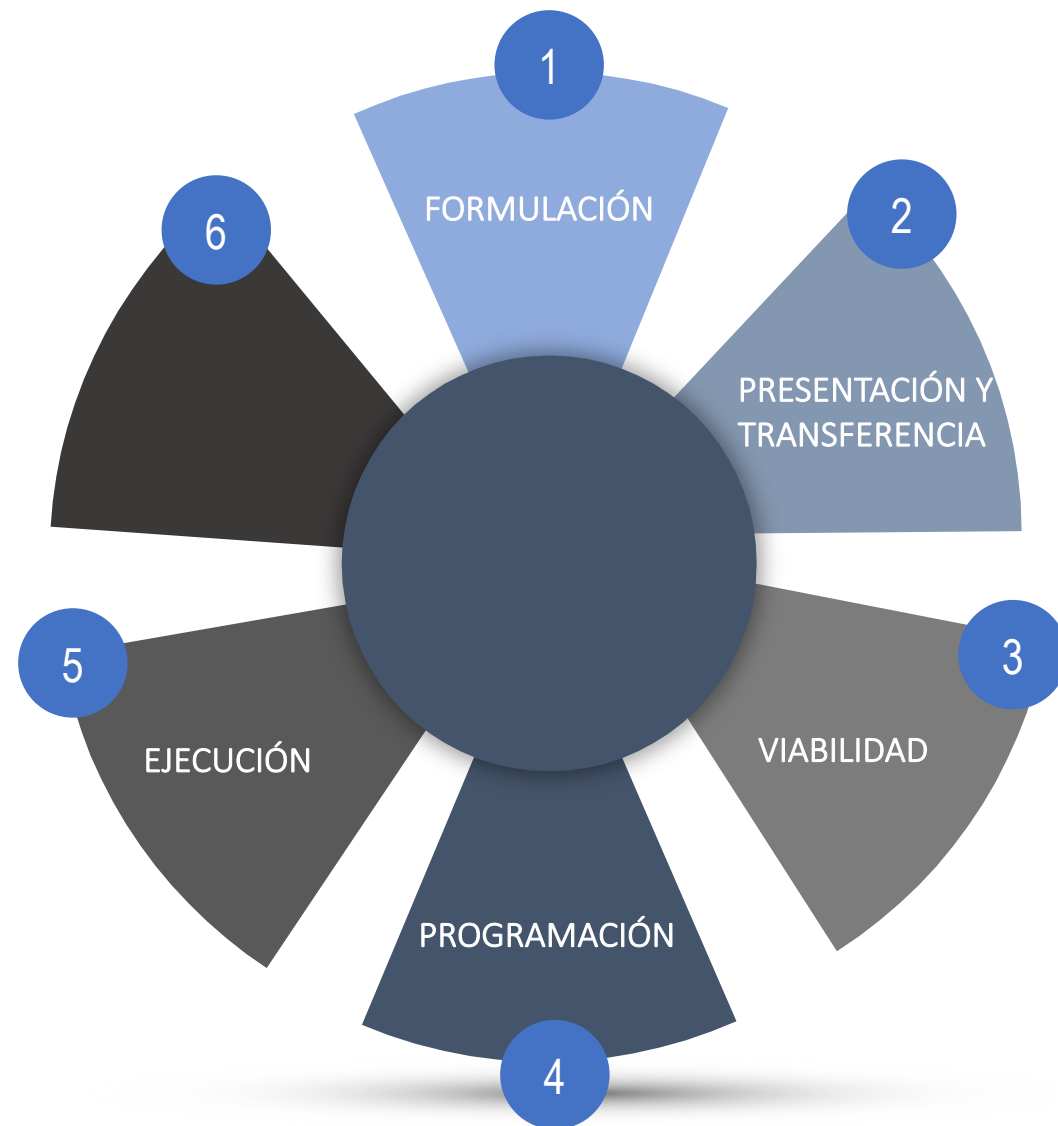 1
FORMULACIÓN
2
PRESENTACIÓN Y
TRANSFERENCIA
3
VIABILIDAD
4
PROGRAMACIÓN
5
EJECUCIÓN
6